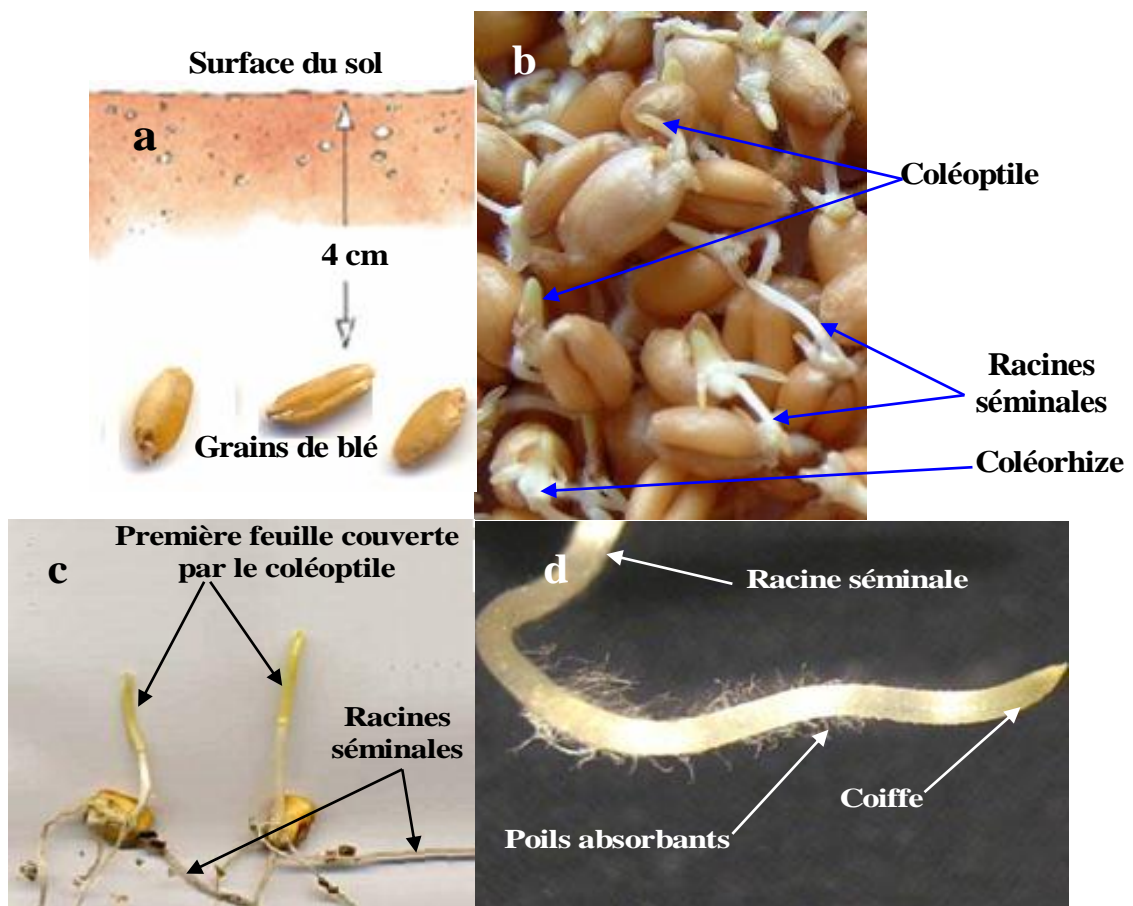 Surface du sol
a
4 cm
Grains de blé
b
Coléoptile
Racines
séminales
Coléorhize
c
Première feuille couverte
par le coléoptile
Racines
séminales
d
Racine séminale
Coiffe
Poils absorbants